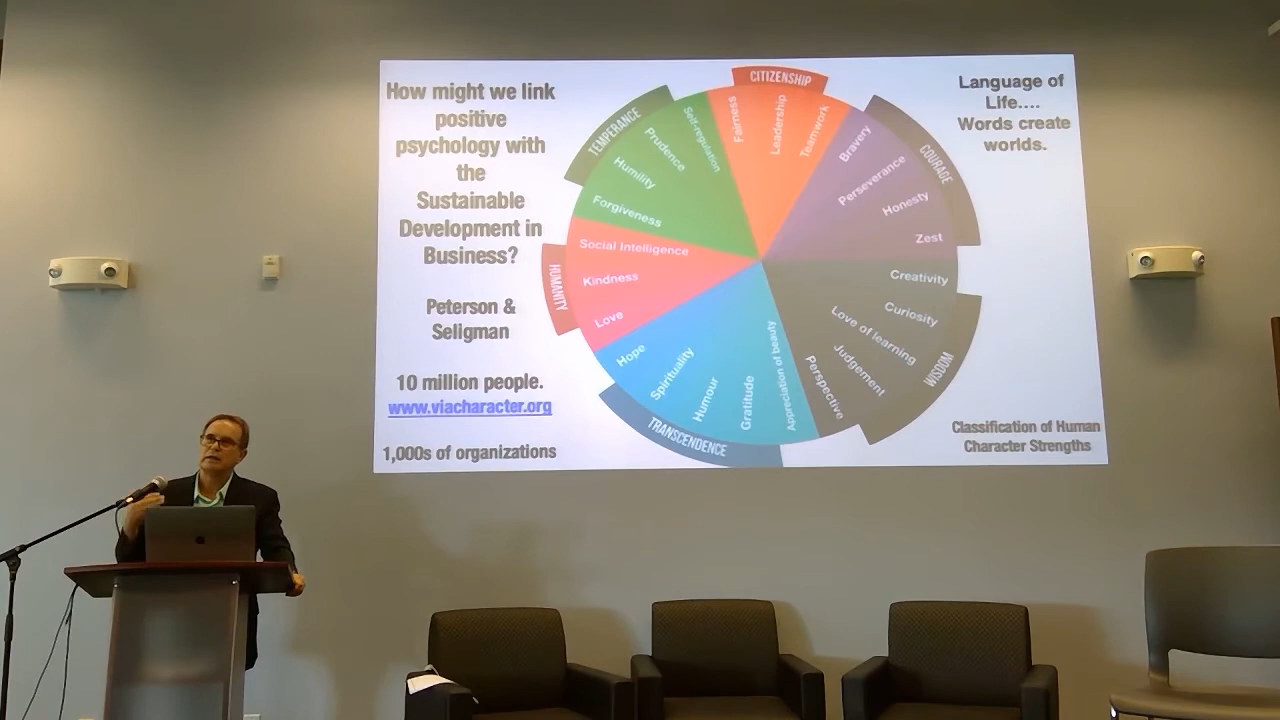 How might we link
positive
psychology with
the
Sustainable
Development in
Business?
Peterson &
Seligman
10 million people.
www.viacharacter.org
1,000s of organizations
CITIZENSHIP
Fairness
Leadership
Teamwork
COURAGE
Bravery
Perseverance
Honesty
Zest
WISDOM
Creativity
Curiosity
Love of learning
Judgement
Perspective
TRANSCENDENCE
Appreciation of beauty
Gratitude
Humour
Spirituality
Hope
HUMANITY
Love
Kindness
Social Intelligence
TEMPERANCE
Forgiveness
Humility
Prudence
Self-regulation
Language of
Life....
Words create
worlds.
Classification of Human
Character Strengths